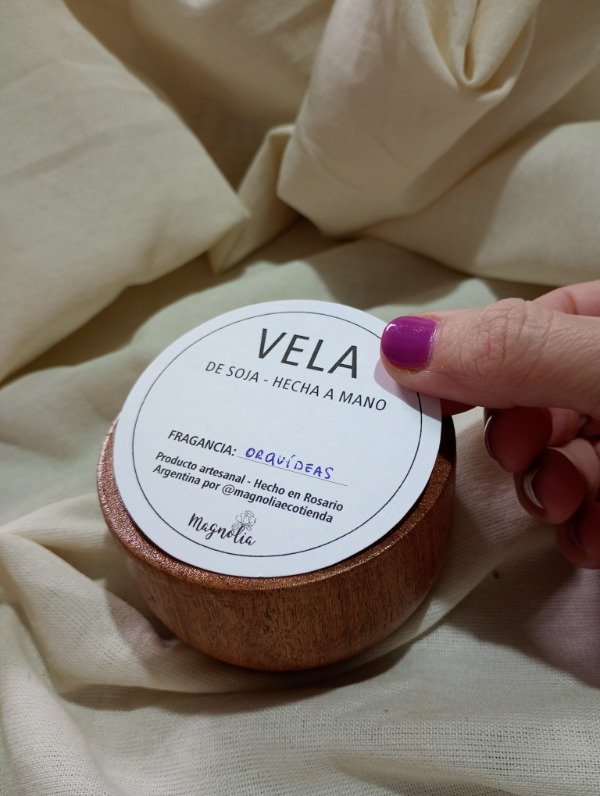 VELA
DE SOJA - HECHA A MANO
FRAGANCIA: ORQUÍDEAS
Producto artesanal - Hecho en Rosario
Argentina por @magnoliaecotienda
Magnolia